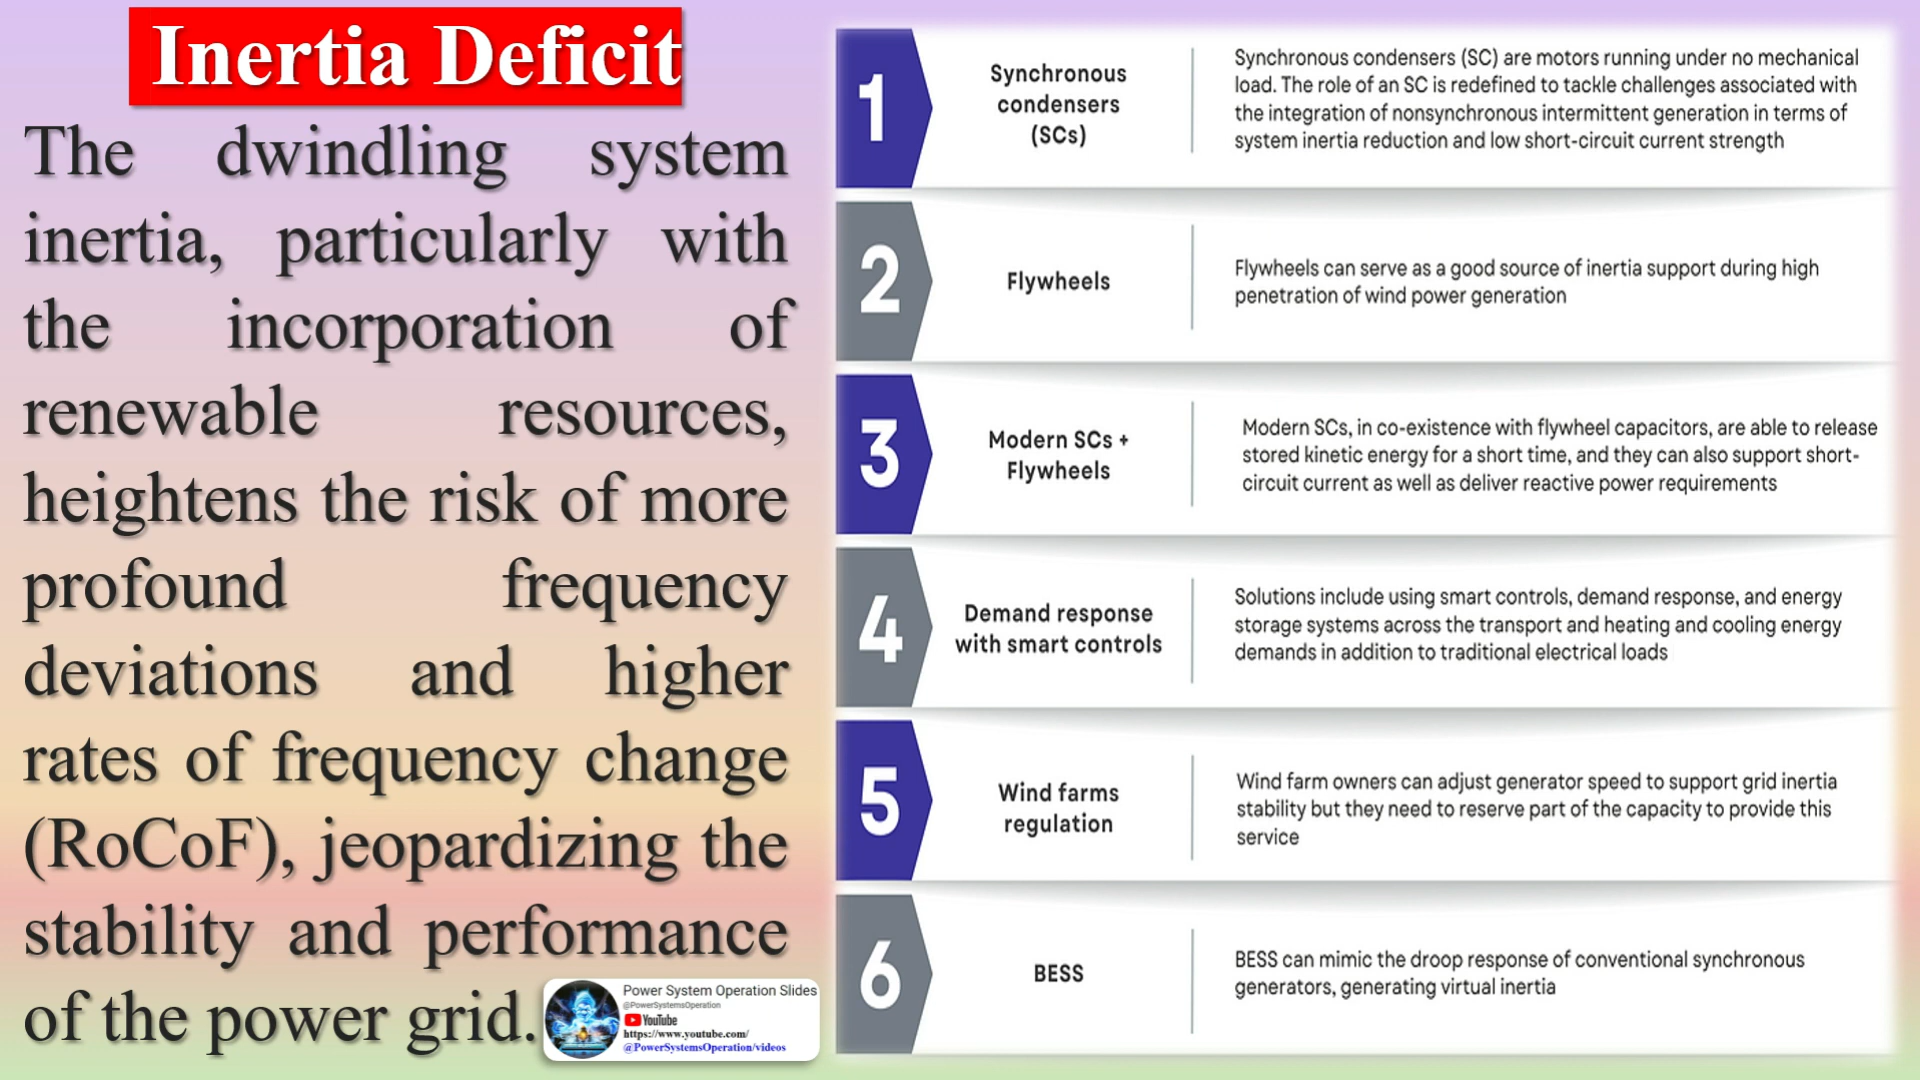 Inertia Deficit
The dwindling system
inertia, particularly with
the incorporation of
renewable resources,
heightens the risk of more
profound frequency
deviations and higher
rates of frequency change
(RoCoF), jeopardizing the
stability and performance
of the power grid.
Power System Operation Slides
@PowerSystemsOperation
YouTube
https://www.youtube.com/
@PowerSystemsOperation/videos
1
Synchronous
condensers
(SCs)
Synchronous condensers (SC) are motors running under no mechanical
load. The role of an SC is redefined to tackle challenges associated with
the integration of nonsynchronous intermittent generation in terms of
system inertia reduction and low short-circuit current strength
2
Flywheels
Flywheels can serve as a good source of inertia support during high
penetration of wind power generation
3
Modern SCs +
Flywheels
Modern SCs, in co-existence with flywheel capacitors, are able to release
stored kinetic energy for a short time, and they can also support short-
circuit current as well as deliver reactive power requirements
4
Demand response
with smart controls
Solutions include using smart controls, demand response, and energy
storage systems across the transport and heating and cooling energy
demands in addition to traditional electrical loads
5
Wind farms
regulation
Wind farm owners can adjust generator speed to support grid inertia
stability but they need to reserve part of the capacity to provide this
service
6
BESS
BESS can mimic the droop response of conventional synchronous
generators, generating virtual inertia